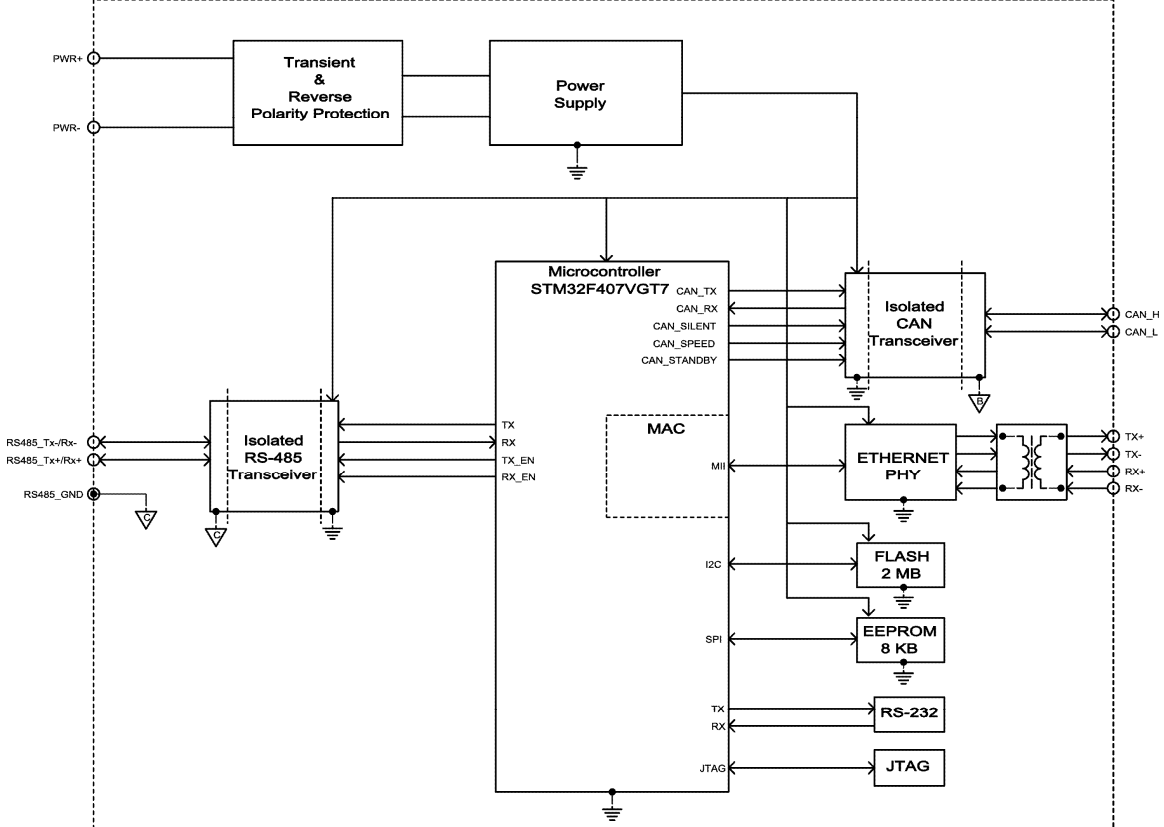 PWR+
PWR-
Transient
&
Reverse
Polarity Protection
Power
Supply
Microcontroller
STM32F407VGT7
CAN_TX
CAN_RX
CAN_SILENT
CAN_SPEED
CAN_STANDBY
Isolated
CAN
Transceiver
CAN_H
CAN_L
B
RS485_Tx-/Rx-
RS485_Tx+/Rx+
RS485_GND
C
Isolated
RS-485
Transceiver
C
TX
RX
TX_EN
RX_EN
MAC
MII
ETHERNET
PHY
TX+
TX-
RX+
RX-
I2C
FLASH
2 MB
SPI
EEPROM
8 KB
TX
RX
RS-232
JTAG
JTAG